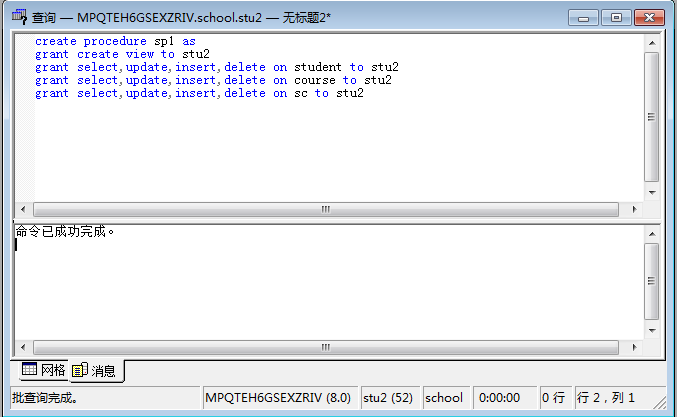 查询 — MPQTEH6GSEXZRIV.school.stu2 — 无标题2*
create procedure sp1 as
grant create view to stu2
grant select,update,insert,delete on student to stu2
grant select,update,insert,delete on course to stu2
grant select,update,insert,delete on sc to stu2
命令已成功完成。
网格 消息
批查询完成。 MPQTEH6GSEXZRIV (8.0) stu2 (52) school 0:00:00 0 行 行 2，列 1